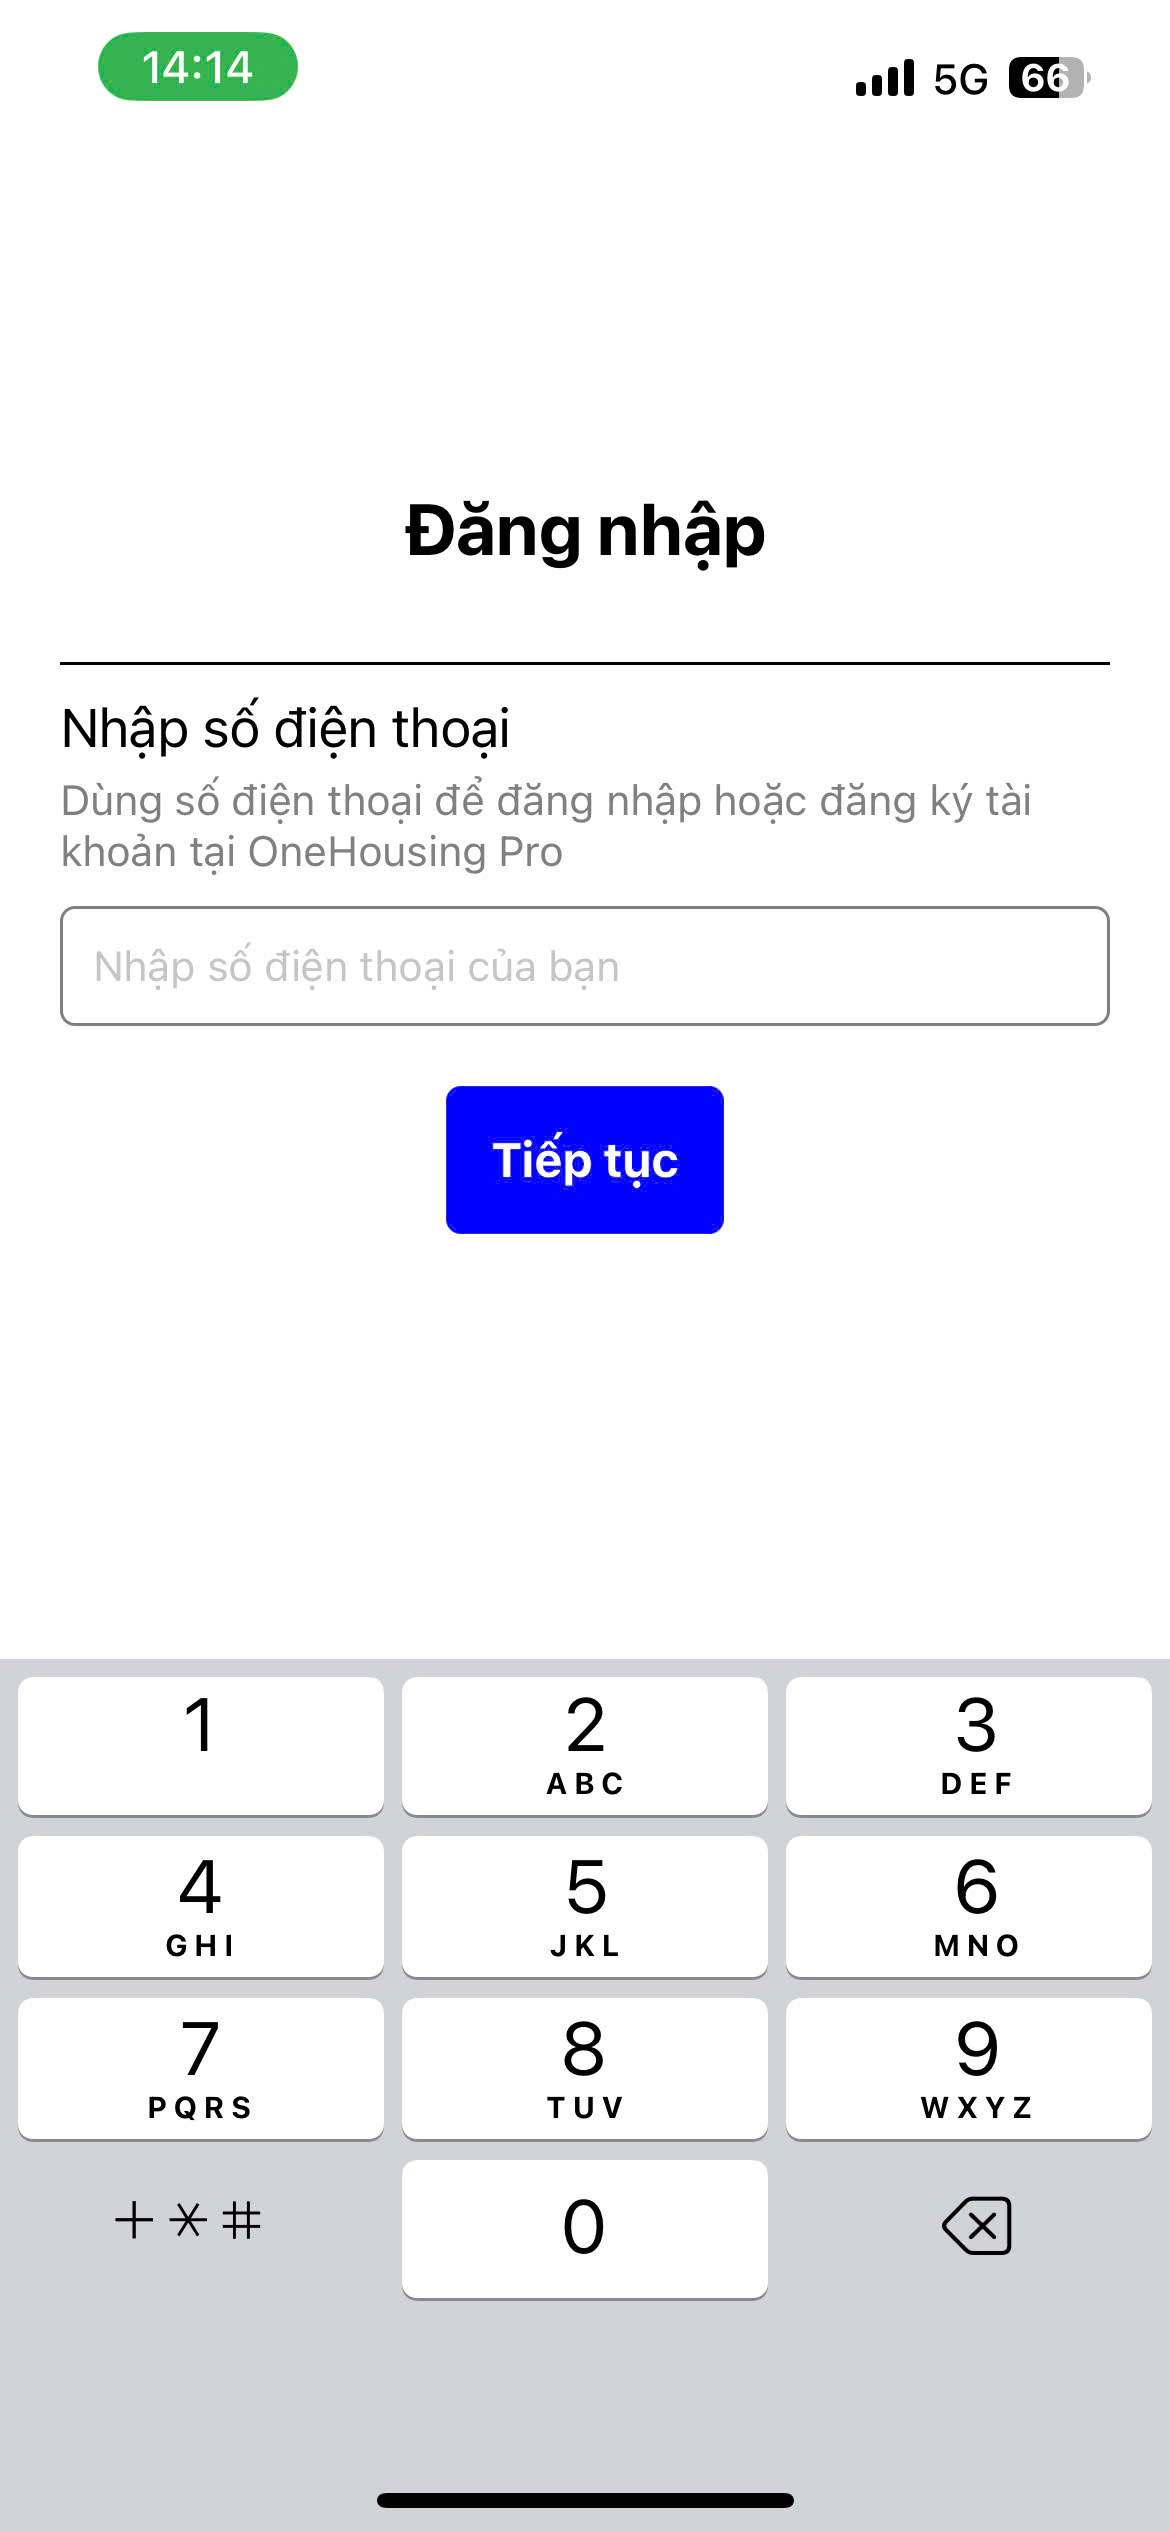 14:14
5G 66
Đăng nhập
Nhập số điện thoại
Dùng số điện thoại để đăng nhập hoặc đăng ký tài
khoản tại OneHousing Pro
Nhập số điện thoại của bạn
Tiếp tục
1 2 3
ABC DEF
4 5 6
GHI JKL MNO
7 8 9
PQRS TUV WXYZ
+*# 0